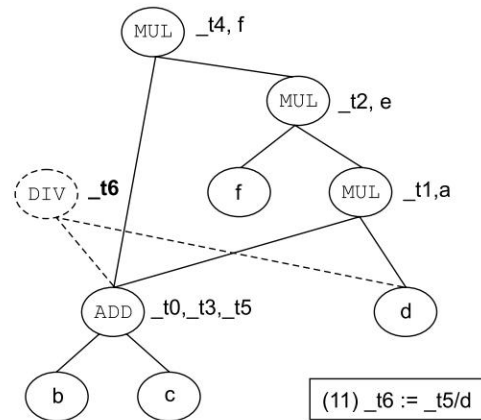 MUL _t4, f
MUL _t2, e
DIV _t6
f
MUL _t1,a
ADD _t0,_t3,_t5
d
b
c
(11) _t6 := _t5/d